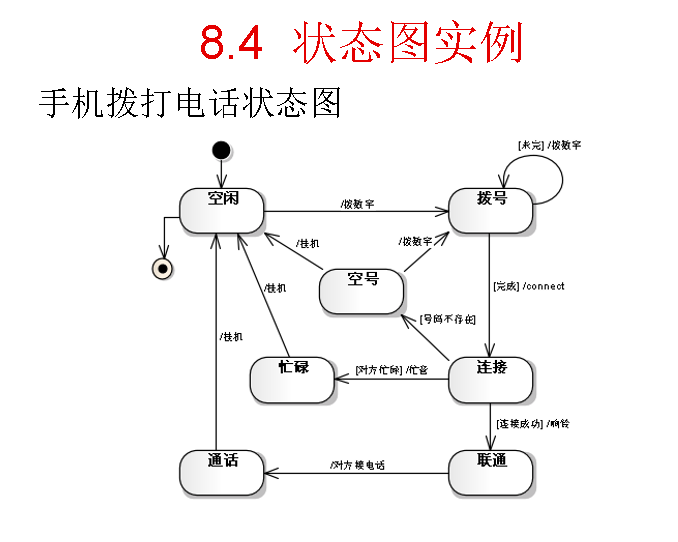 8.4 状态图实例
手机拨打电话状态图
[未完] /拨数字
空闲
拨号
/拨数字
/挂机
/拨数字
空号
/挂机
[完成] /connect
[号码不存在]
/挂机
忙碌
[对方忙碌] /忙音
连接
[连接成功] /响铃
通话
/对方接电话
联通